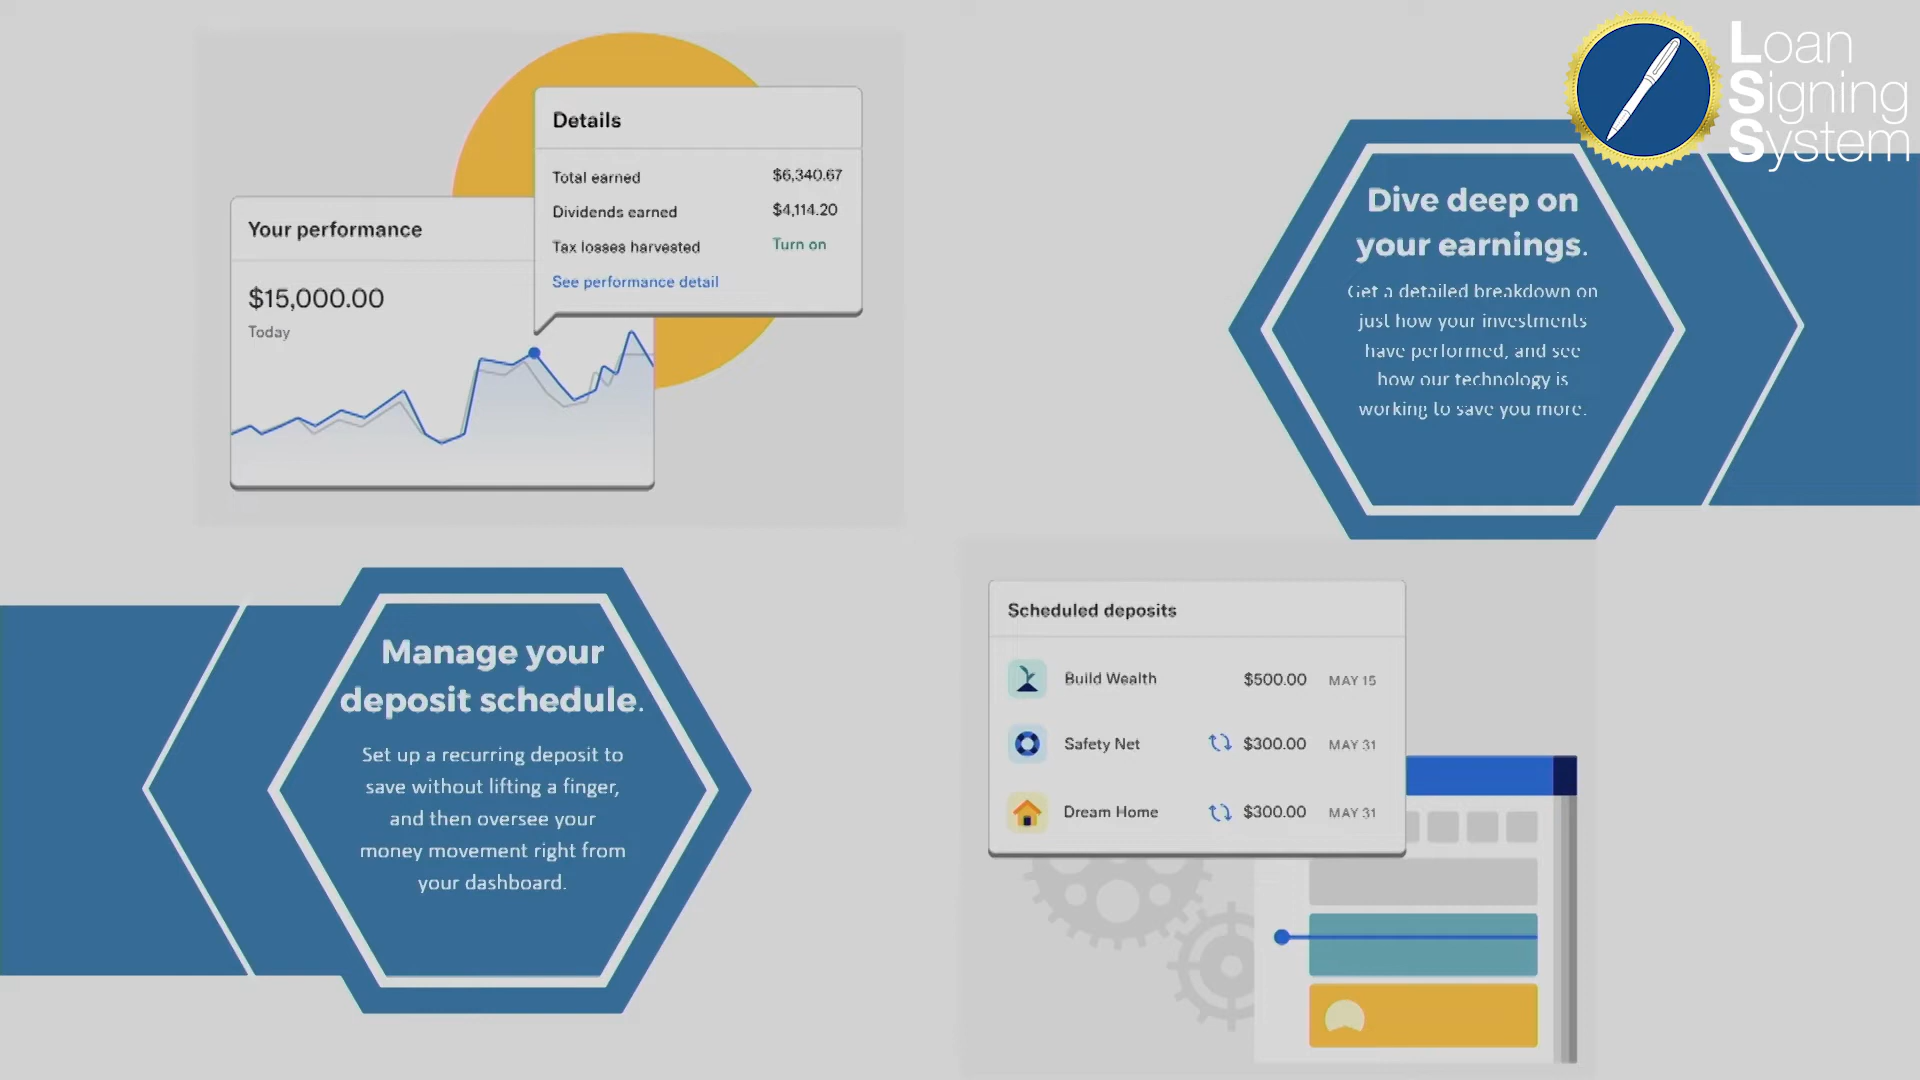 Loan
Signing
System
Details
Total earned $6,340.67
Dividends earned $4,114.20
Tax losses harvested Turn on
See performance detail
Your performance
$15,000.00
Today
Dive deep on
your earnings.
Get a detailed breakdown on
just how your investments
have performed, and see
how our technology is
working to save you more.
Manage your
deposit schedule.
Set up a recurring deposit to
save without lifting a finger,
and then oversee your
money movement right from
your dashboard.
Scheduled deposits
Build Wealth $500.00 MAY 15
Safety Net $300.00 MAY 31
Dream Home $300.00 MAY 31